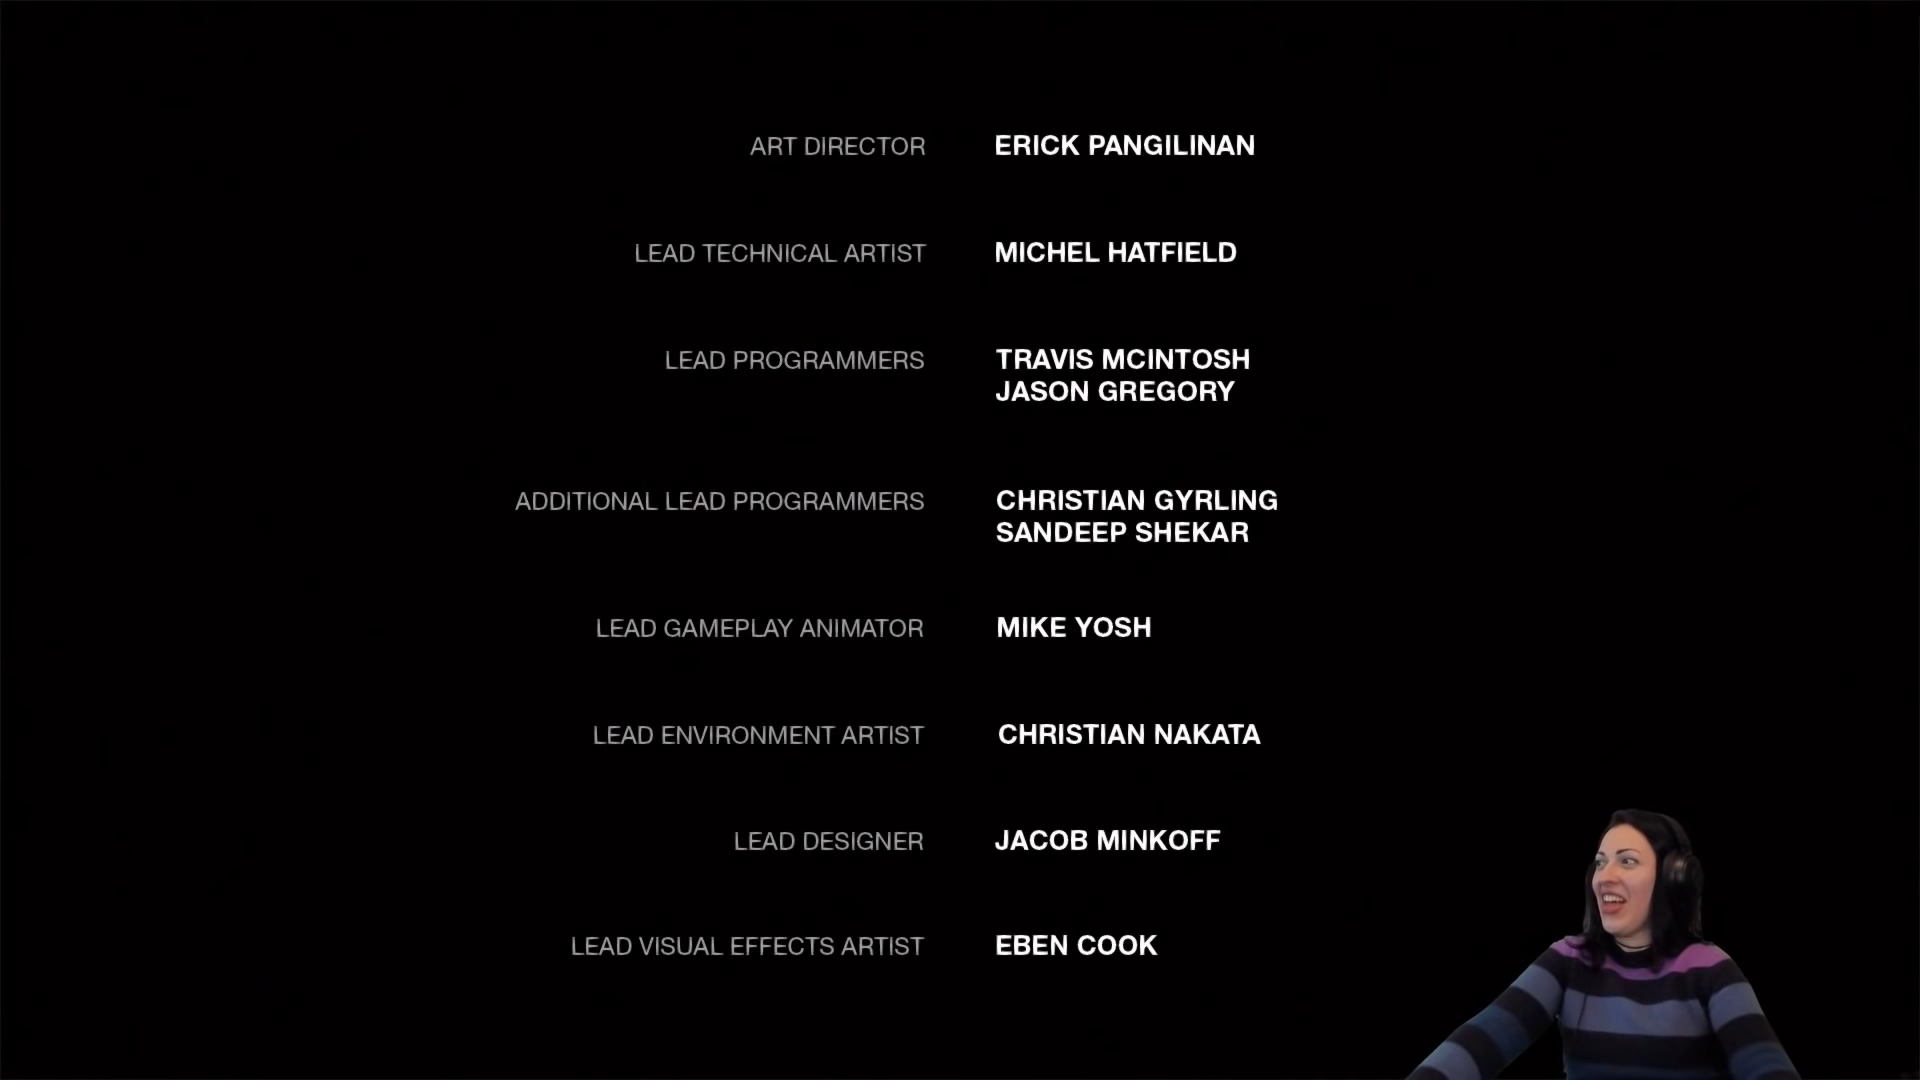 ART DIRECTOR ERICK PANGILINAN
LEAD TECHNICAL ARTIST MICHEL HATFIELD
LEAD PROGRAMMERS TRAVIS MCINTOSH
JASON GREGORY
ADDITIONAL LEAD PROGRAMMERS CHRISTIAN GYRLING
SANDEEP SHEKAR
LEAD GAMEPLAY ANIMATOR MIKE YOSH
LEAD ENVIRONMENT ARTIST CHRISTIAN NAKATA
LEAD DESIGNER JACOB MINKOFF
LEAD VISUAL EFFECTS ARTIST EBEN COOK